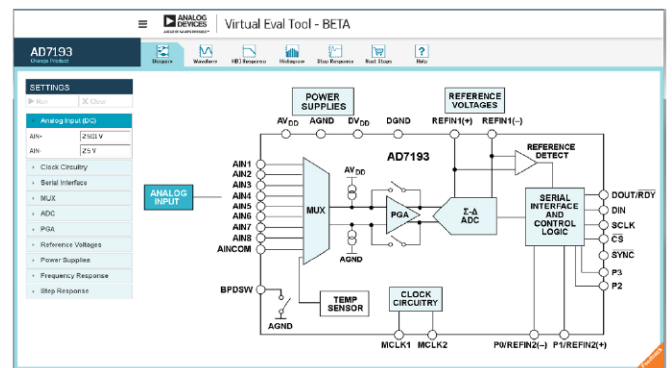 ANALOG
DEVICES
Virtual Eval Tool - BETA
AD7193
Change Product
Waveform
Histogram
Step Response
Next Steps
Help
SETTINGS
Run
X Clear
Analog Input (DC)
AIN+
2.501 V
AIN-
2.5 V
Clock Circuitry
Serial Interface
MUX
ADC
PGA
Reference Voltages
Power Supplies
Frequency Response
Step Response
POWER
SUPPLIES
REFERENCE
VOLTAGES
AVDD AGND DVDD DGND REFIN1(+) REFIN1(–)
AD7193
REFERENCE
DETECT
AIN1
AIN2
AIN3
AIN4
AIN5
AIN6
AIN7
AIN8
AINCOM
ANALOG
INPUT
AVDD
MUX
PGA
Σ-Δ
ADC
AGND
SERIAL
INTERFACE
AND
CONTROL
LOGIC
DOUT/RDY
DIN
SCLK
CS
SYNC
P3
P2
BPDSW
AGND
TEMP
SENSOR
CLOCK
CIRCUITRY
MCLK1 MCLK2
P0/REFIN2(–) P1/REFIN2(+)
Feedback